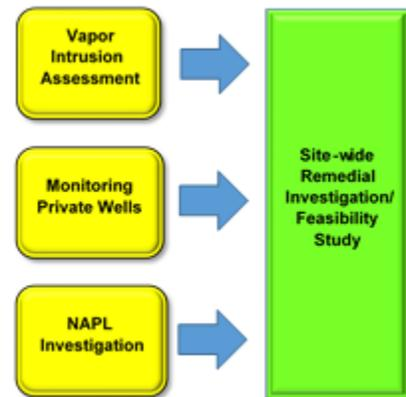 Vapor
Intrusion
Assessment
Monitoring
Private Wells
NAPL
Investigation
Site-wide
Remedial
Investigation/
Feasibility
Study